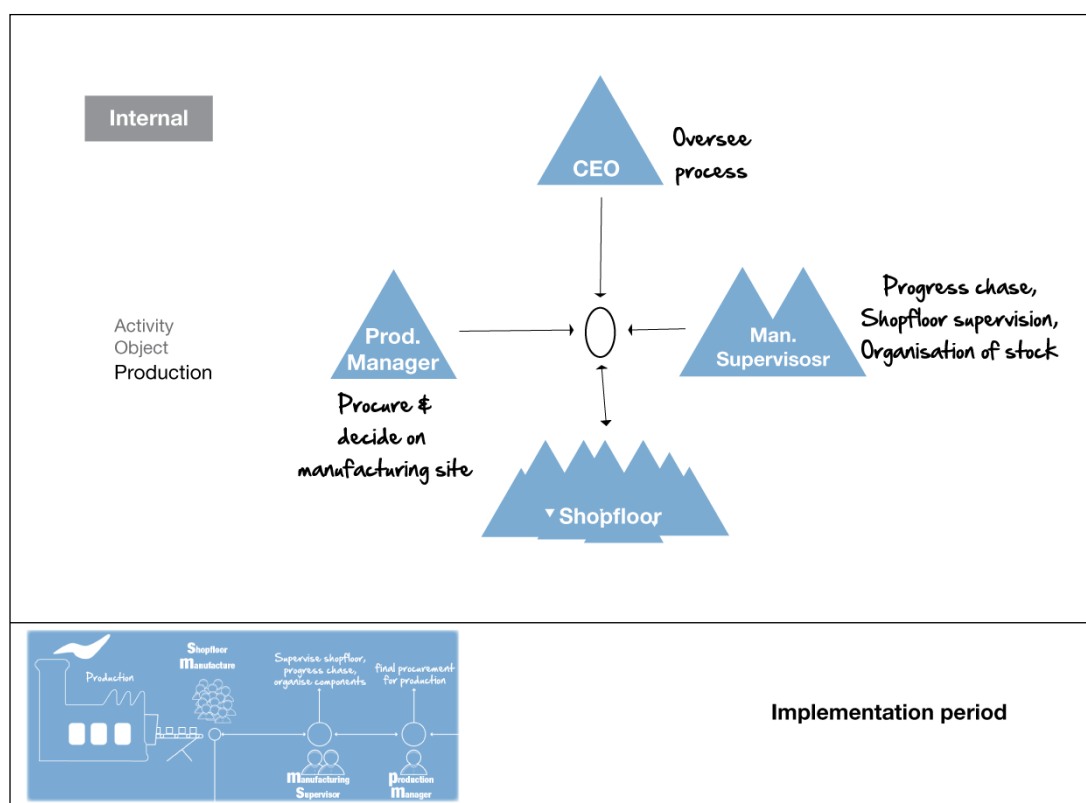 Internal
CEO
Oversee
process
Activity
Object
Production
Prod.
Manager
Procure &
decide on
manufacturing site
Man.
Supervisosr
Progress chase,
Shopfloor supervision,
Organisation of stock
Shopfloor
Production
Shopfloor
manufacture
Supervise shopfloor,
progress chase,
organise components
final procurement
for production
manufacturing
Supervisor
production
manager
Implementation period